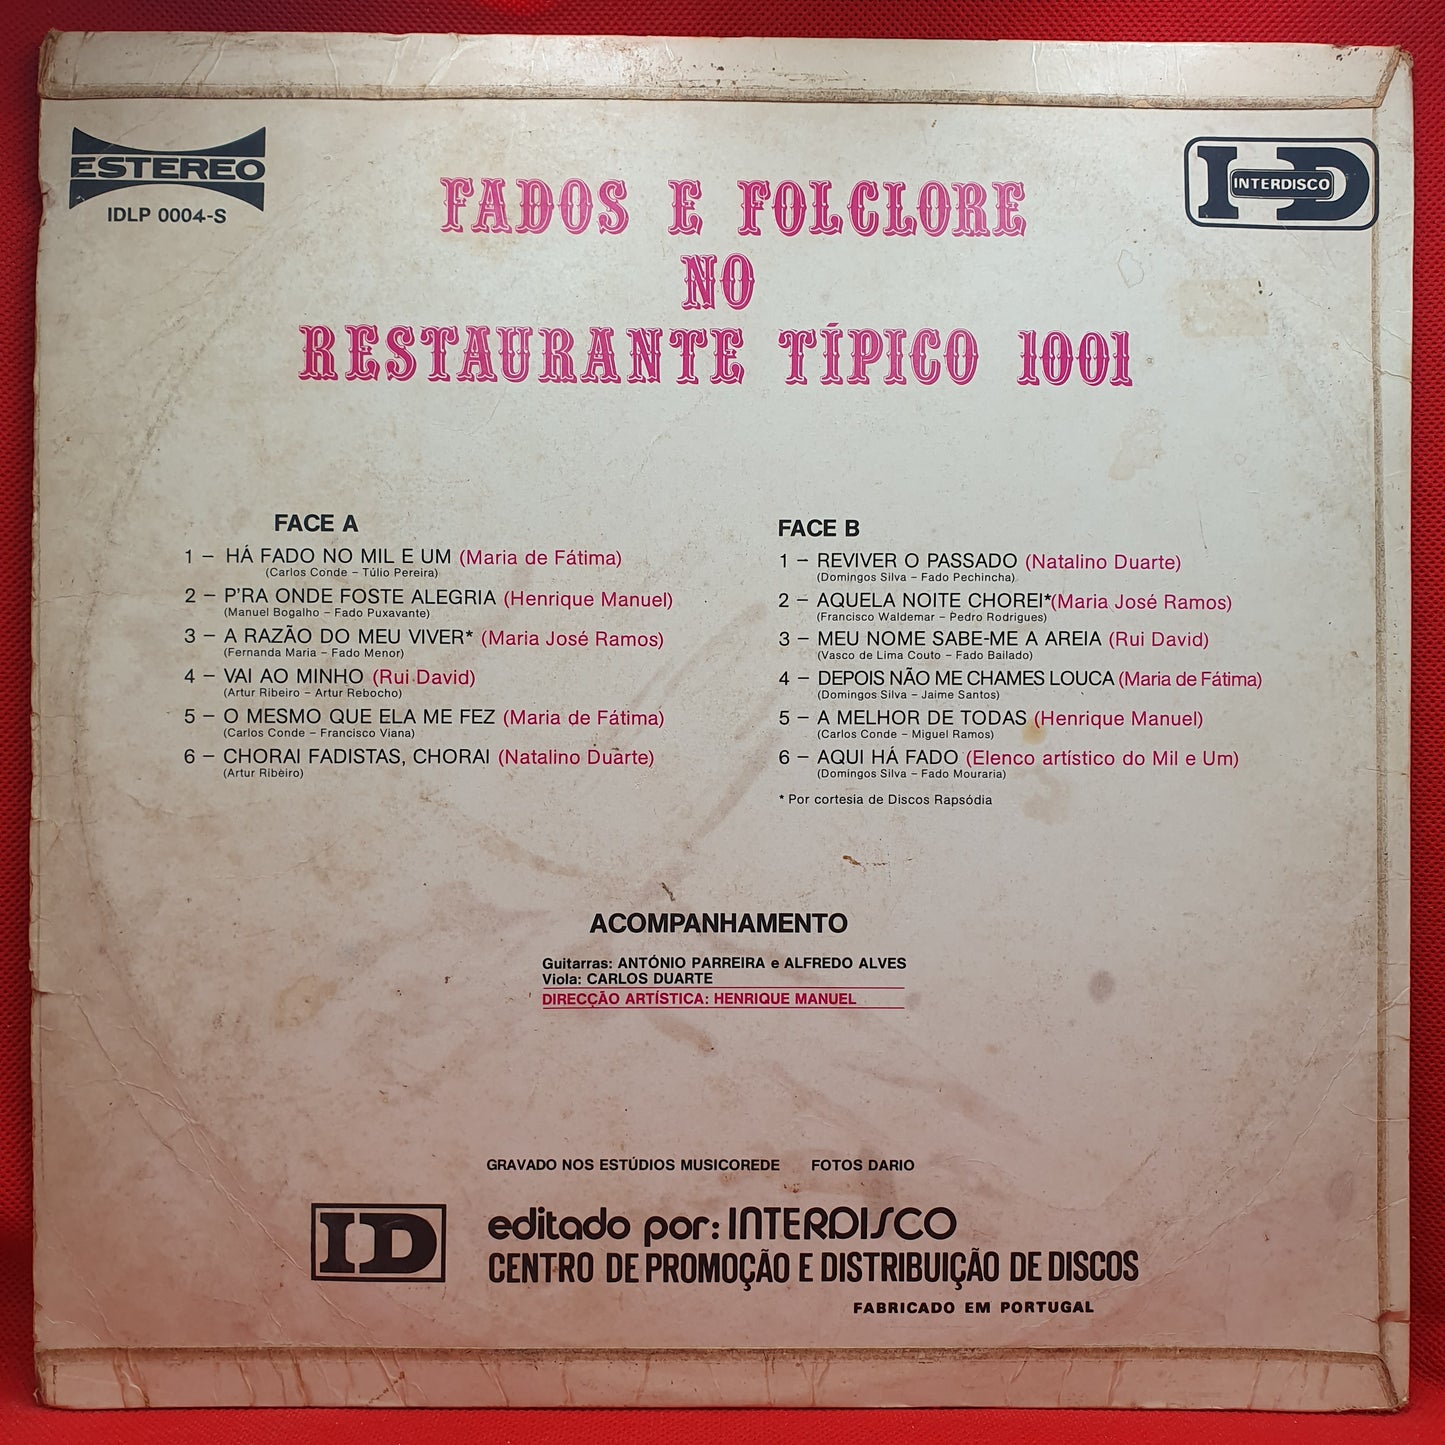 ESTEREO
IDLP 0004-S
ID
INTERDISCO
FADOS E FOLCLORE
NO
RESTAURANTE TÍPICO 1001
FACE A
1 – HÁ FADO NO MIL E UM (Maria de Fátima)
(Carlos Conde – Túlio Pereira)
2 – P'RA ONDE FOSTE ALEGRIA (Henrique Manuel)
(Manuel Bogalho – Fado Puxavante)
3 – A RAZÃO DO MEU VIVER* (Maria José Ramos)
(Fernanda Maria – Fado Menor)
4 – VAI AO MINHO (Rui David)
(Artur Ribeiro – Artur Rebocho)
5 – O MESMO QUE ELA ME FEZ (Maria de Fátima)
(Carlos Conde – Francisco Viana)
6 – CHORAI FADISTAS, CHORAI (Natalino Duarte)
(Artur Ribeiro)
FACE B
1 – REVIVER O PASSADO (Natalino Duarte)
(Domingos Silva – Fado Pechincha)
2 – AQUELA NOITE CHOREI*(Maria José Ramos)
(Francisco Waldemar – Pedro Rodrigues)
3 – MEU NOME SABE-ME A AREIA (Rui David)
(Vasco de Lima Couto – Fado Bailado)
4 – DEPOIS NÃO ME CHAMES LOUCA (Maria de Fátima)
(Domingos Silva – Jaime Santos)
5 – A MELHOR DE TODAS (Henrique Manuel)
(Carlos Conde – Miguel Ramos)
6 – AQUI HÁ FADO (Elenco artístico do Mil e Um)
(Domingos Silva – Fado Mouraria)
* Por cortesia de Discos Rapsódia
ACOMPANHAMENTO
Guitarras: ANTÓNIO PARREIRA e ALFREDO ALVES
Viola: CARLOS DUARTE
DIRECÇÃO ARTÍSTICA: HENRIQUE MANUEL
GRAVADO NOS ESTÚDIOS MUSICOREDE FOTOS DARIO
ID
editado por: INTERDISCO
CENTRO DE PROMOÇÃO E DISTRIBUIÇÃO DE DISCOS
FABRICADO EM PORTUGAL